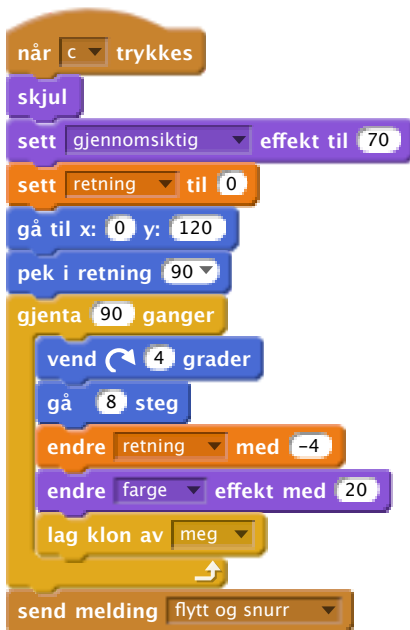 når c trykkes
skjul
sett gjennomsiktig effekt til 70
sett retning til 0
gå til x: 0 y: 120
pek i retning 90
gjenta 90 ganger
vend 4 grader
gå 8 steg
endre retning med -4
endre farge effekt med 20
lag klon av meg
send melding flytt og snurr